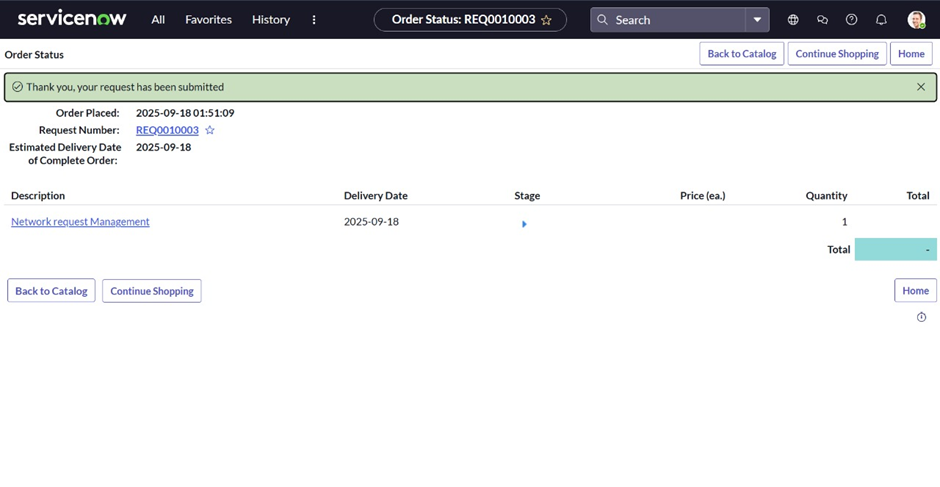 servicenow All Favorites History Order Status: REQ0010003 Search
Order Status Back to Catalog Continue Shopping Home
Thank you, your request has been submitted
Order Placed: 2025-09-18 01:51:09
Request Number: REQ0010003
Estimated Delivery Date 2025-09-18
of Complete Order:
Description Delivery Date Stage Price (ea.) Quantity Total
Network request Management 2025-09-18 1
Total -
Back to Catalog Continue Shopping Home